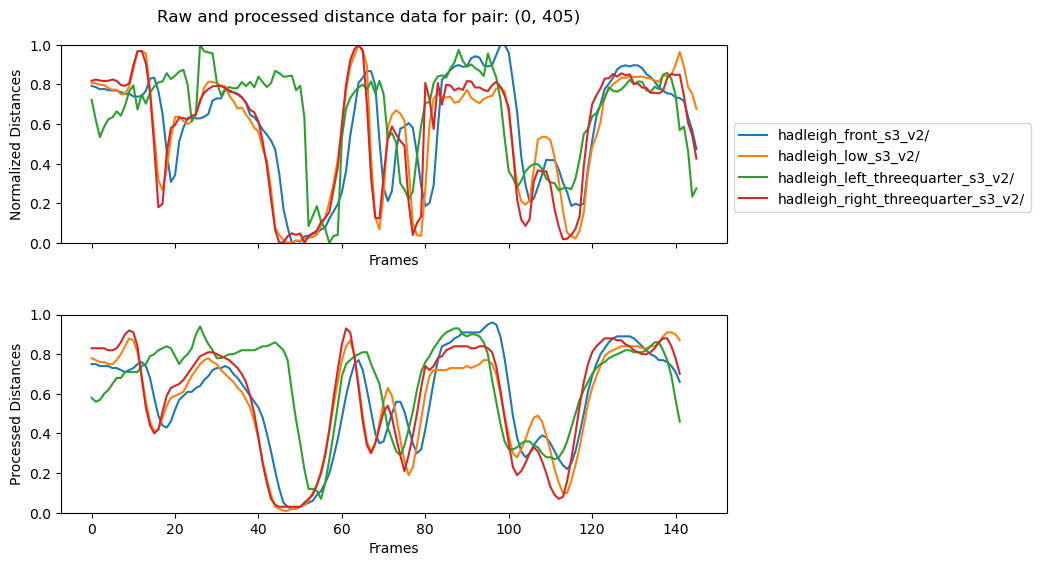 Raw and processed distance data for pair: (0, 405)
1.0
0.8
0.6
0.4
0.2
0.0
Normalized Distances
Frames
hadleigh_front_s3_v2/
hadleigh_low_s3_v2/
hadleigh_left_threequarter_s3_v2/
hadleigh_right_threequarter_s3_v2/
1.0
0.8
0.6
0.4
0.2
0.0
Processed Distances
0 20 40 60 80 100 120 140
Frames